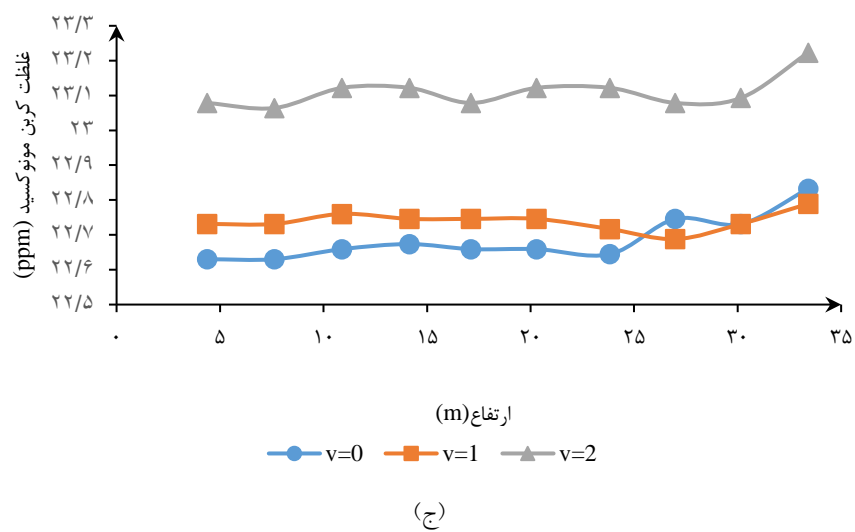 غلظت کربن مونوکسید (ppm)
۲۳/۳
۲۳/۲
۲۳/۱
۲۳
۲۲/۹
۲۲/۸
۲۲/۷
۲۲/۶
۲۲/۵
۰ ۵ ۱۰ ۱۵ ۲۰ ۲۵ ۳۰ ۳۵
ارتفاع(m)
v=0 v=1 v=2
(ج)